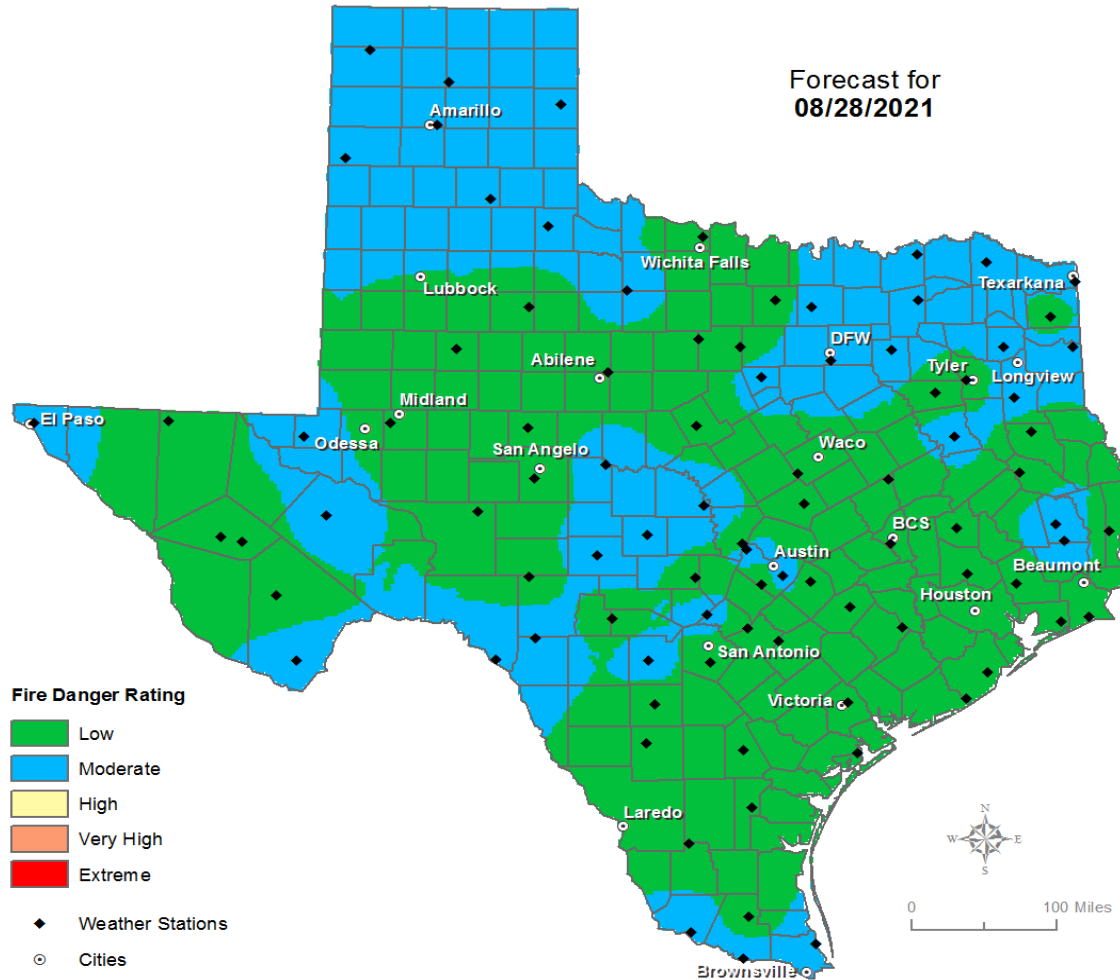 Forecast for
08/28/2021
Amarillo
Wichita Falls
Lubbock
Texarkana
DFW
Abilene
Tyler
Longview
Midland
El Paso
Odessa
San Angelo
Waco
BCS
Austin
Beaumont
Houston
San Antonio
Victoria
Laredo
Brownsville
Fire Danger Rating
Low
Moderate
High
Very High
Extreme
Weather Stations
Cities
N
W E
S
0 100 Miles